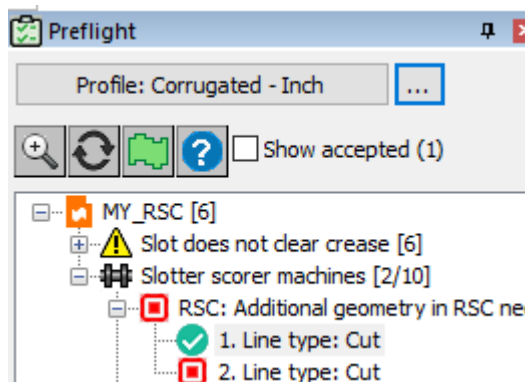 Preflight
Profile: Corrugated - Inch
...
Show accepted (1)
MY_RSC [6]
Slot does not clear crease [6]
Slotter scorer machines [2/10]
RSC: Additional geometry in RSC
1. Line type: Cut
2. Line type: Cut